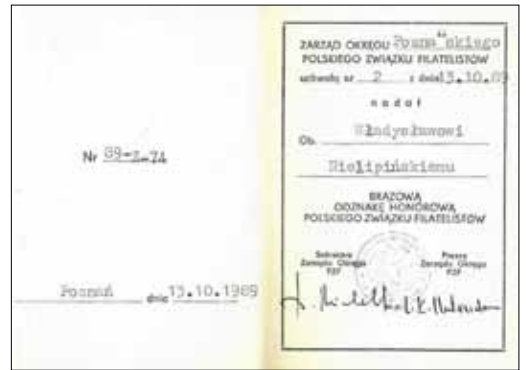 Nr 89-Z-74
Poznań dnia 13.10.1989
ZARZĄD OKRĘGU Poznańskiego
POLSKIEGO ZWIĄZKU FILATELISTÓW
uchwałą nr 2 z dnia 13.10.89
nadał
Ob. Władysławowi
Nielipińskiemu
BRĄZOWĄ
ODZNAKĘ HONOROWĄ
POLSKIEGO ZWIĄZKU FILATELISTÓW
Sekretarz Prezes
Zarządu Okręgu Zarządu Okręgu
PZF PZF